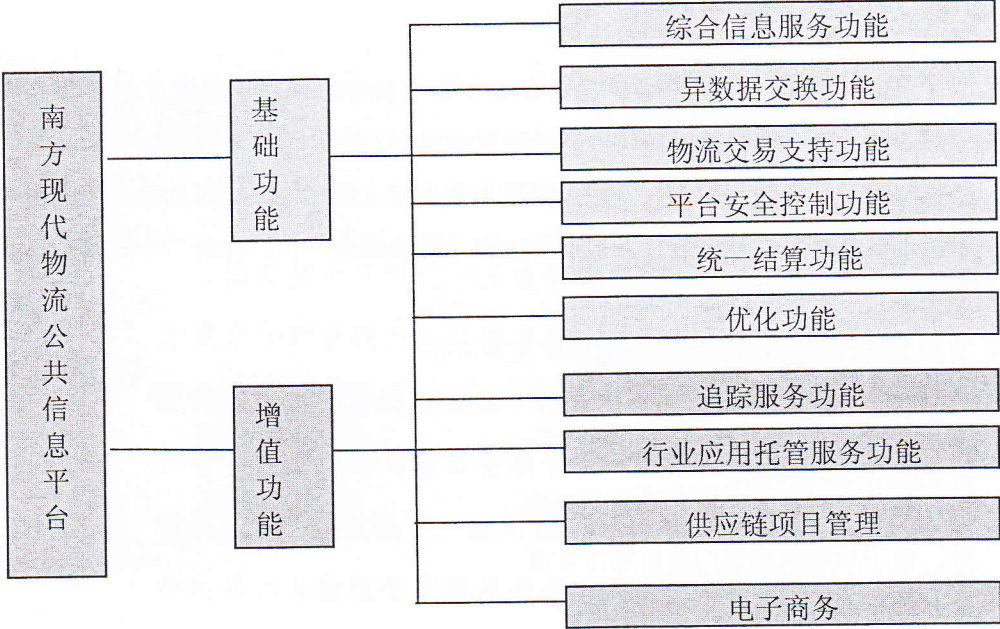 南方现代物流公共信息平台
基础功能
综合信息服务功能
异数据交换功能
物流交易支持功能
平台安全控制功能
统一结算功能
优化功能
增值功能
追踪服务功能
行业应用托管服务功能
供应链项目管理
电子商务